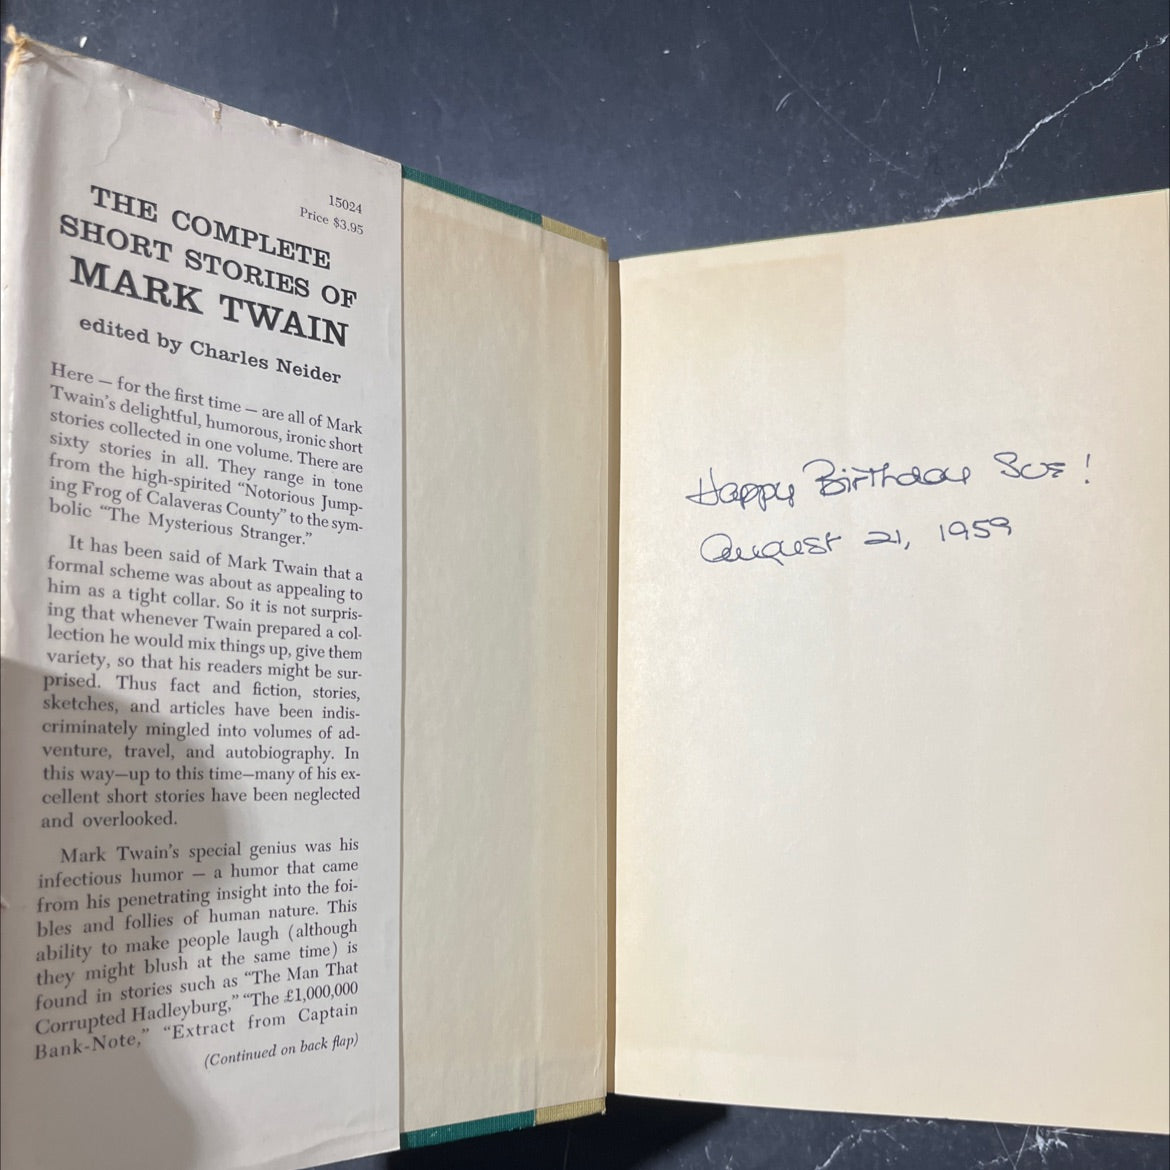 15024
Price $3.95
THE COMPLETE
SHORT STORIES OF
MARK TWAIN
edited by Charles Neider
Here — for the first time — are all of Mark
Twain's delightful, humorous, ironic short
stories collected in one volume. There are
sixty stories in all. They range in tone
from the high-spirited “Notorious Jump-
ing Frog of Calaveras County” to the sym-
bolic “The Mysterious Stranger.”
It has been said of Mark Twain that a
formal scheme was about as appealing to
him as a tight collar. So it is not surpris-
ing that whenever Twain prepared a col-
lection he would mix things up, give them
variety, so that his readers might be sur-
prised. Thus fact and fiction, stories,
sketches, and articles have been indis-
criminately mingled into volumes of ad-
venture, travel, and autobiography. In
this way—up to this time—many of his ex-
cellent short stories have been neglected
and overlooked.
Mark Twain's special genius was his
infectious humor — a humor that came
from his penetrating insight into the foi-
bles and follies of human nature. This
ability to make people laugh (although
they might blush at the same time) is
found in stories such as “The Man That
Corrupted Hadleyburg,” “The £1,000,000
Bank-Note,” “Extract from Captain
(Continued on back flap)
Happy Birthday Sue!
August 21, 1959